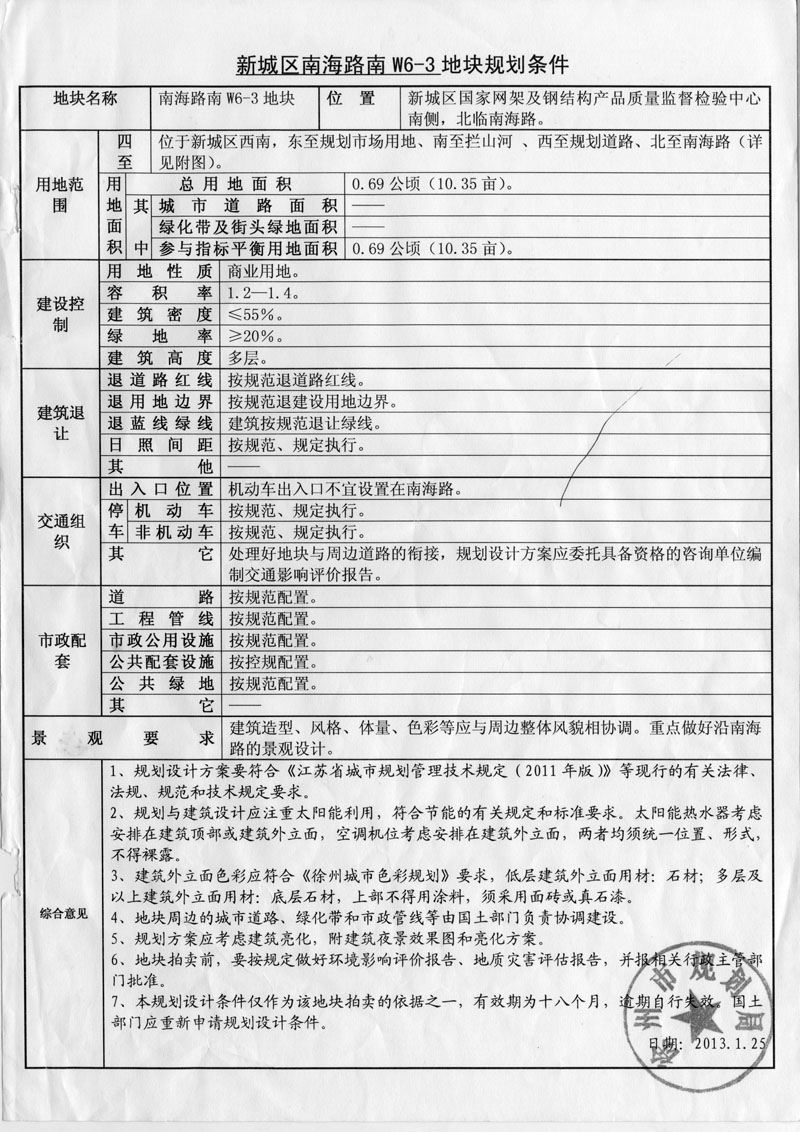 新城区南海路南W6-3地块规划条件
地块名称 南海路南W6-3地块 位置 新城区国家网架及钢结构产品质量监督检验中心
南侧，北临南海路。
用地范围 四至 位于新城区西南，东至规划市场用地、南至拦山河 、西至规划道路、北至南海路（详
见附图）。
用地面积 总用地面积 0.69公顷（10.35亩）。
其中 城市道路面积 ——
绿化带及街头绿地面积 ——
参与指标平衡用地面积 0.69公顷（10.35亩）。
建设控制 用地性质 商业用地。
容积率 1.2—1.4。
建筑密度 ≤55%。
绿地率 ≥20%。
建筑高度 多层。
建筑退让 退道路红线 按规范退道路红线。
退用地边界 按规范退建设用地边界。
退蓝线绿线 建筑按规范退让绿线。
日照间距 按规范、规定执行。
其他 ——
交通组织 出入口位置 机动车出入口不宜设置在南海路。
停车 机动车 按规范、规定执行。
非机动车 按规范、规定执行。
其它 处理好地块与周边道路的衔接，规划设计方案应委托具备资格的咨询单位编
制交通影响评价报告。
市政配套 道路 按规范配置。
工程管线 按规范配置。
市政公用设施 按规范配置。
公共配套设施 按控规配置。
公共绿地 按规范配置。
其它 ——
景观要求 建筑造型、风格、体量、色彩等应与周边整体风貌相协调。重点做好沿南海
路的景观设计。
综合意见 1、规划设计方案要符合《江苏省城市规划管理技术规定（2011年版）》等现行的有关法律、
法规、规范和技术规定要求。
2、规划与建筑设计应注重太阳能利用，符合节能的有关规定和标准要求。太阳能热水器考虑
安排在建筑顶部或建筑外立面，空调机位考虑安排在建筑外立面，两者均须统一位置、形式，
不得裸露。
3、建筑外立面色彩应符合《徐州城市色彩规划》要求，低层建筑外立面用材：石材；多层及
以上建筑外立面用材：底层石材，上部不得用涂料，须采用面砖或真石漆。
4、地块周边的城市道路、绿化带和市政管线等由国土部门负责协调建设。
5、规划方案应考虑建筑亮化，附建筑夜景效果图和亮化方案。
6、地块拍卖前，要按规定做好环境影响评价报告、地质灾害评估报告，并报相关行政主管部
门批准。
7、本规划设计条件仅作为该地块拍卖的依据之一，有效期为十八个月，逾期自行失效。国土
部门应重新申请规划设计条件。
日期：2013.1.25
徐州市规划局